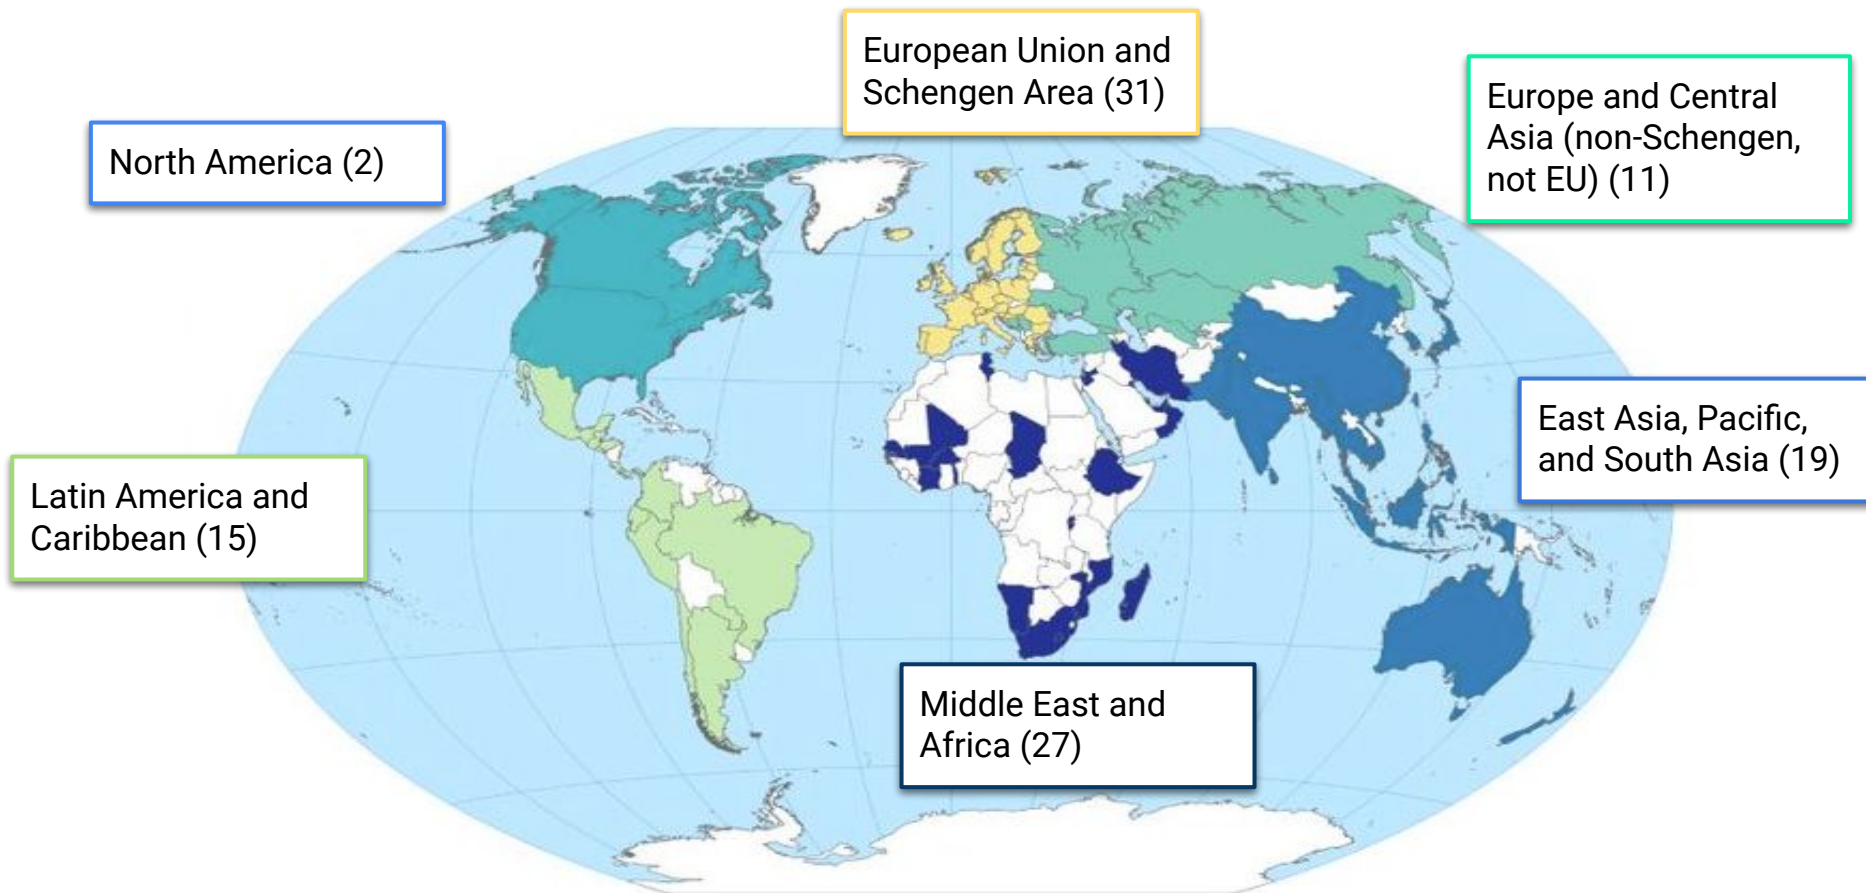 European Union and
Schengen Area (31)
Europe and Central
Asia (non-Schengen,
not EU) (11)
North America (2)
East Asia, Pacific,
and South Asia (19)
Latin America and
Caribbean (15)
Middle East and
Africa (27)